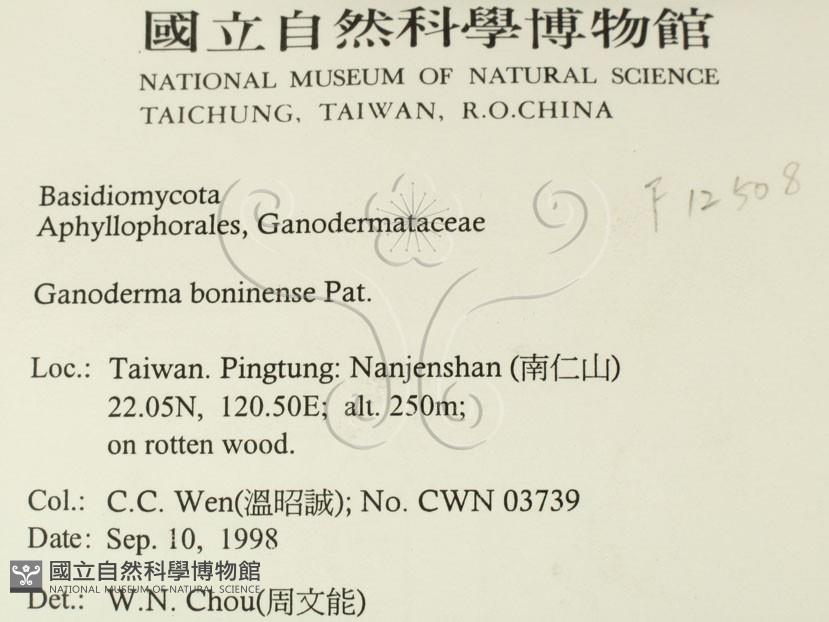 國立自然科學博物館
NATIONAL MUSEUM OF NATURAL SCIENCE
TAICHUNG, TAIWAN, R.O.CHINA
F 12508
Basidiomycota
Aphyllophorales, Ganodermataceae
Ganoderma boninense Pat.
Loc.: Taiwan. Pingtung: Nanjenshan (南仁山)
22.05N, 120.50E; alt. 250m;
on rotten wood.
Col.: C.C. Wen(溫昭誠); No. CWN 03739
Date: Sep. 10, 1998
國立自然科學博物館
NATIONAL MUSEUM OF NATURAL SCIENCE
Det.: W.N. Chou(周文能)